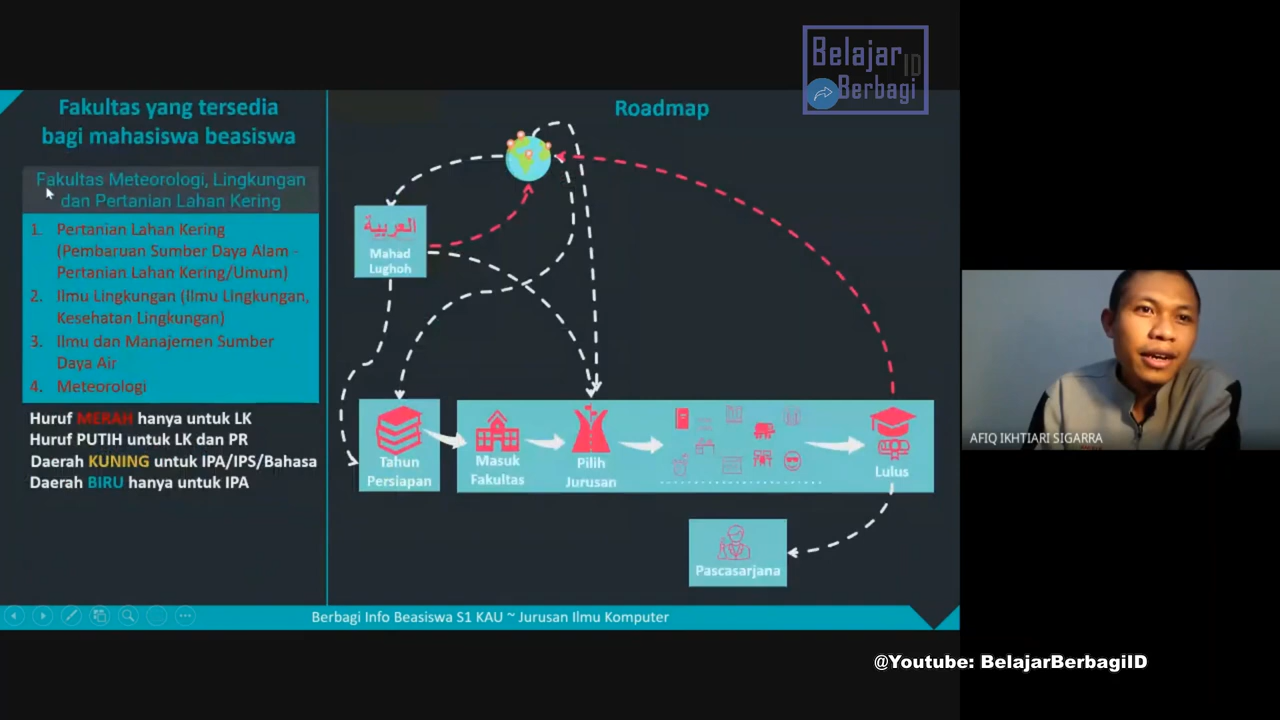 Belajar
ID
Berbagi
Fakultas yang tersedia
bagi mahasiswa beasiswa
Fakultas Meteorologi, Lingkungan
dan Pertanian Lahan Kering
1. Pertanian Lahan Kering
(Pembaruan Sumber Daya Alam -
Pertanian Lahan Kering/Umum)
2. Ilmu Lingkungan (Ilmu Lingkungan,
Kesehatan Lingkungan)
3. Ilmu dan Manajemen Sumber
Daya Air
4. Meteorologi
Huruf MERAH hanya untuk LK
Huruf PUTIH untuk LK dan PR
Daerah KUNING untuk IPA/IPS/Bahasa
Daerah BIRU hanya untuk IPA
Roadmap
العربية
Mahad
Lughoh
Tahun
Persiapan
Masuk
Fakultas
Pilih
Jurusan
Lulus
Pascasarjana
Berbagi Info Beasiswa S1 KAU ~ Jurusan Ilmu Komputer
AFIQ IKHTIARI SIGARRA
@Youtube: BelajarBerbagiID